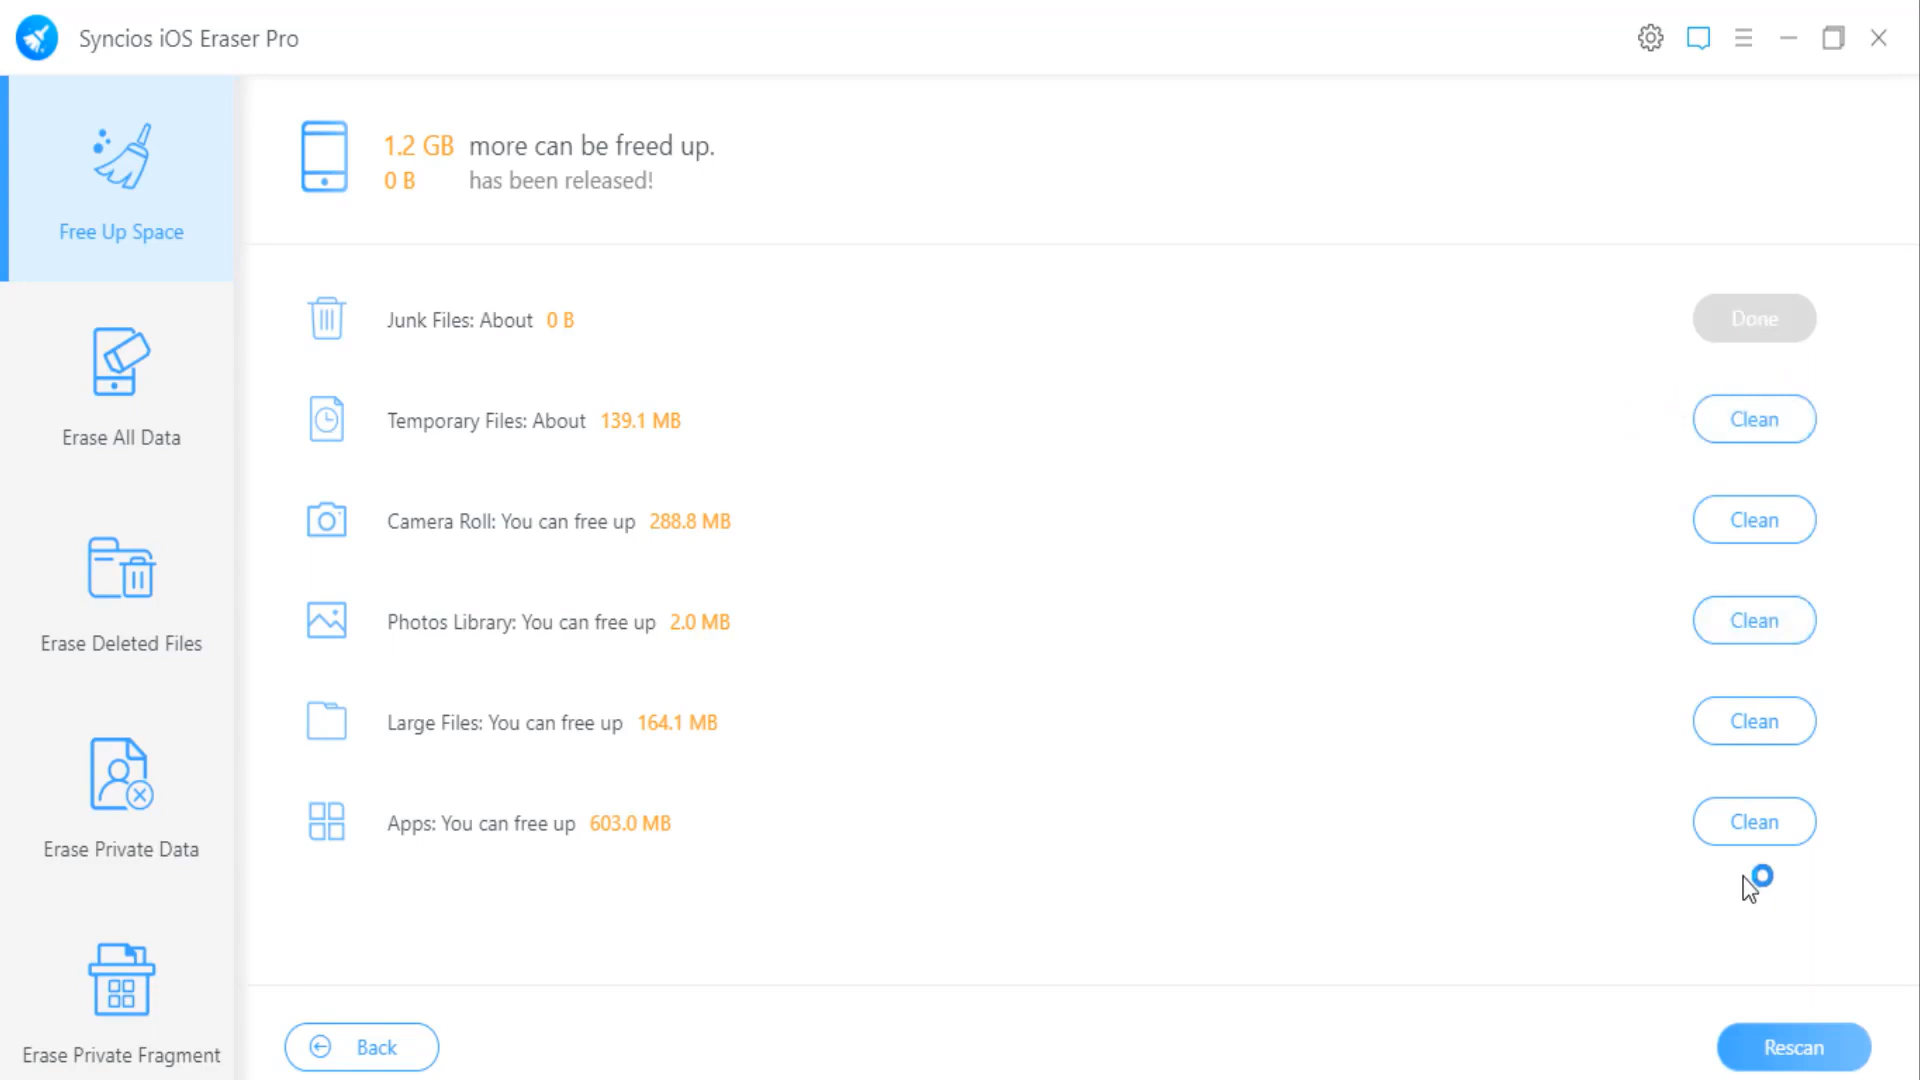 Syncios iOS Eraser Pro
Free Up Space
Erase All Data
Erase Deleted Files
Erase Private Data
Erase Private Fragment
1.2 GB more can be freed up.
0 B has been released!
Junk Files: About 0 B Done
Temporary Files: About 139.1 MB Clean
Camera Roll: You can free up 288.8 MB Clean
Photos Library: You can free up 2.0 MB Clean
Large Files: You can free up 164.1 MB Clean
Apps: You can free up 603.0 MB Clean
Back Rescan